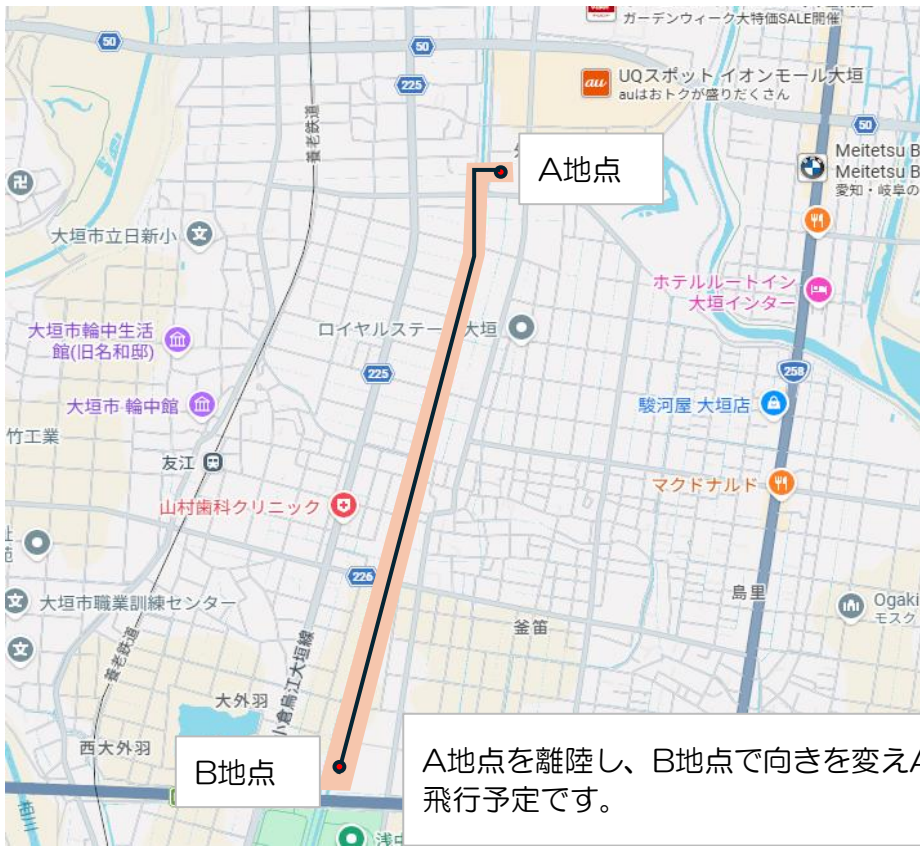 ガーデンウィーク大特価SALE開催
50
50
225
UQスポット イオンモール大垣
auはおトクが盛りだくさん
au
養老鉄道
50
Meitetsu B
Meitetsu B
愛知・岐阜の
A地点
大垣市立日新小
文
ホテルルートイン
大垣インター
大垣市輪中生活
館(旧名和邸)
ロイヤルステー
大垣
225
258
大垣市 輪中館
駿河屋 大垣店
竹工業
友江
マクドナルド
山村歯科クリニック
226
文
大垣市職業訓練センター
島里
Ogaki
モスク
釜笛
文
養老鉄道
大外羽
小倉烏江大垣線
西大外羽
B地点
A地点を離陸し、B地点で向きを変えA
飛行予定です。
相川
浅中